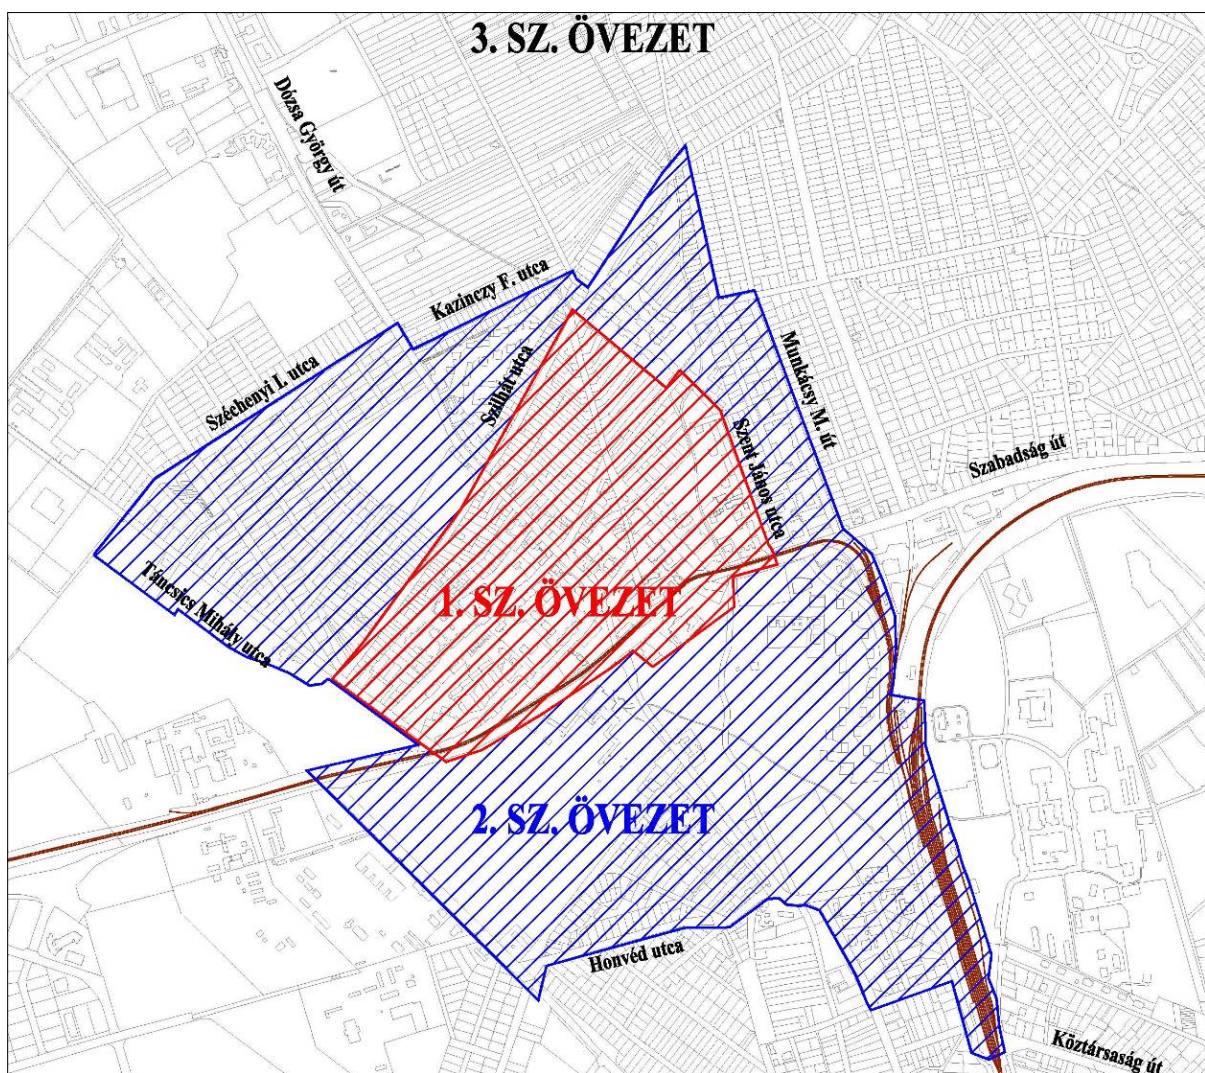 3. SZ. ÖVEZET
Dózsa György út
Kazinczy F. utca
Széchenyi I. utca
Szilhát utca
Munkácsy M. út
Szent János utca
Szabadság út
Táncsics Mihály utca
1. SZ. ÖVEZET
2. SZ. ÖVEZET
Honvéd utca
Köztársaság út